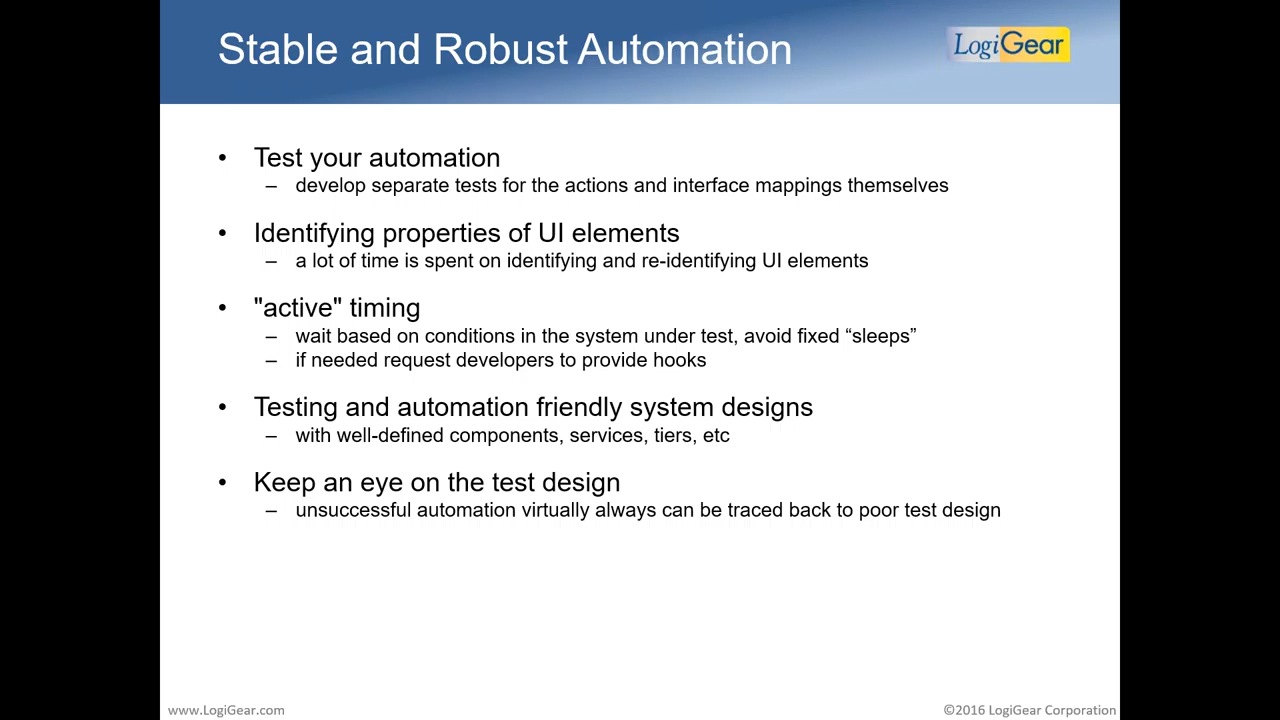 Stable and Robust Automation
LogiGear
• Test your automation
– develop separate tests for the actions and interface mappings themselves
• Identifying properties of UI elements
– a lot of time is spent on identifying and re-identifying UI elements
• "active" timing
– wait based on conditions in the system under test, avoid fixed “sleeps”
– if needed request developers to provide hooks
• Testing and automation friendly system designs
– with well-defined components, services, tiers, etc
• Keep an eye on the test design
– unsuccessful automation virtually always can be traced back to poor test design
www.LogiGear.com
©2016 LogiGear Corporation